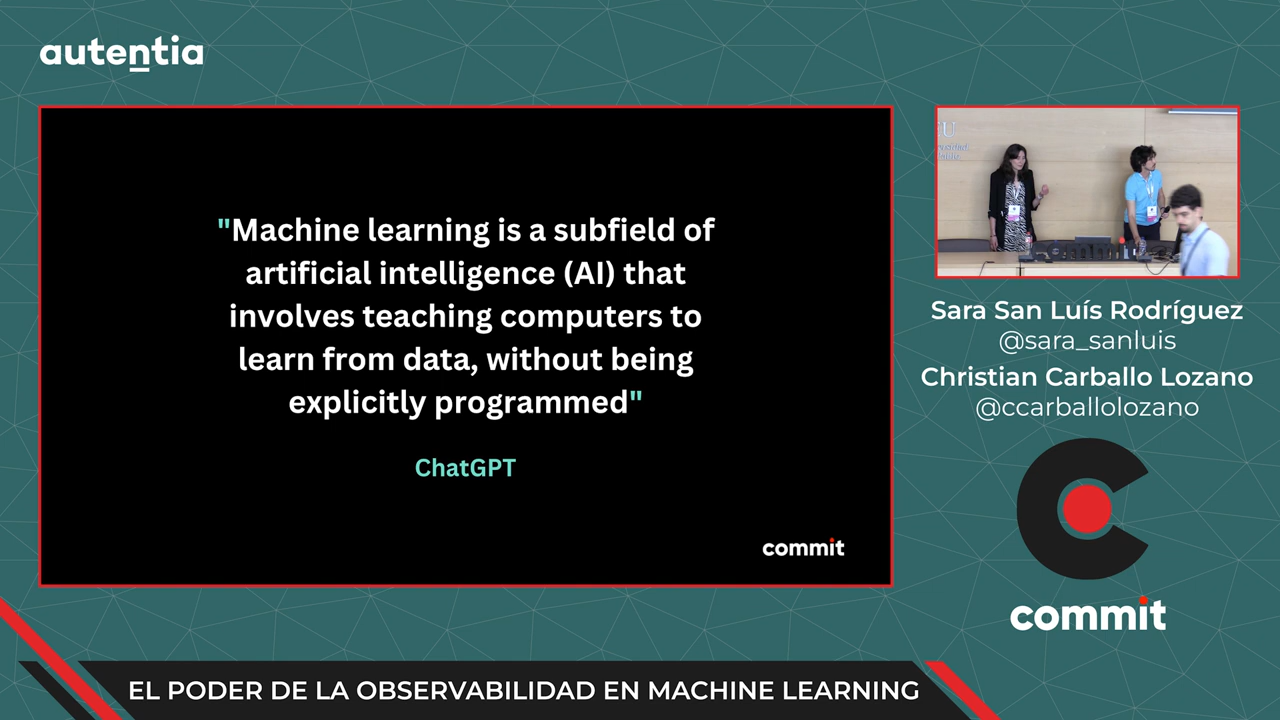 autentia
"Machine learning is a subfield of
artificial intelligence (AI) that
involves teaching computers to
learn from data, without being
explicitly programmed"
ChatGPT
commit
Sara San Luís Rodríguez
@sara_sanluis
Christian Carballo Lozano
@ccarballolozano
commit
EL PODER DE LA OBSERVABILIDAD EN MACHINE LEARNING